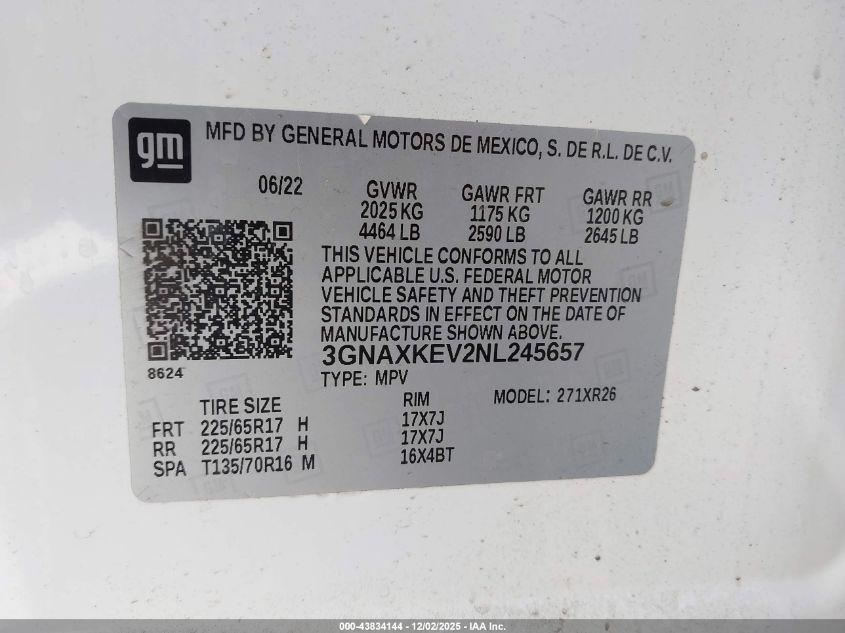 gm
MFD BY GENERAL MOTORS DE MEXICO, S. DE R.L. DE C.V.
06/22 GVWR GAWR FRT GAWR RR
2025 KG 1175 KG 1200 KG
4464 LB 2590 LB 2645 LB
THIS VEHICLE CONFORMS TO ALL
APPLICABLE U.S. FEDERAL MOTOR
VEHICLE SAFETY AND THEFT PREVENTION
STANDARDS IN EFFECT ON THE DATE OF
MANUFACTURE SHOWN ABOVE.
3GNAXKEV2NL245657
8624
TYPE: MPV
MODEL: 271XR26
TIRE SIZE RIM
FRT 225/65R17 H 17X7J
RR 225/65R17 H 17X7J
SPA T135/70R16 M 16X4BT
000-43834144 - 12/02/2025 - IAA Inc.